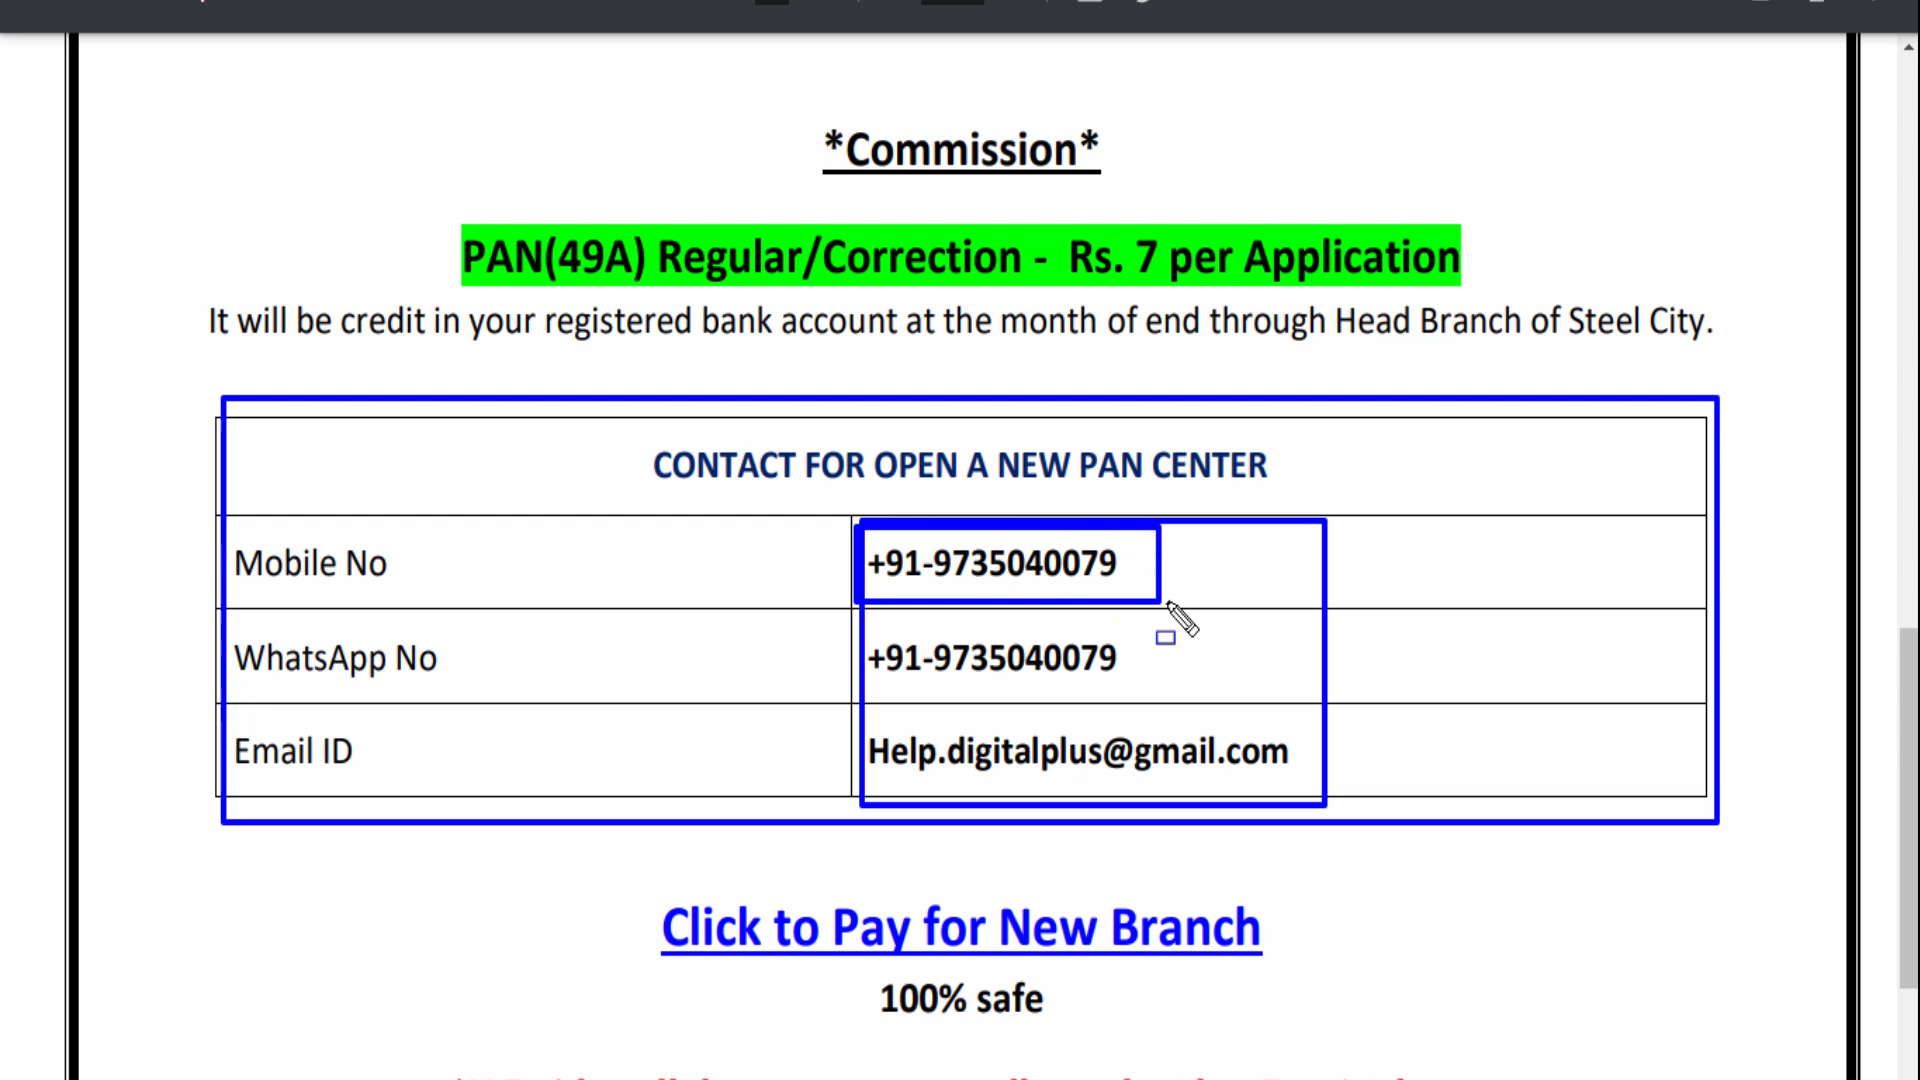 *Commission*
PAN(49A) Regular/Correction - Rs. 7 per Application
It will be credit in your registered bank account at the month of end through Head Branch of Steel City.
CONTACT FOR OPEN A NEW PAN CENTER
Mobile No +91-9735040079
WhatsApp No +91-9735040079
Email ID Help.digitalplus@gmail.com
Click to Pay for New Branch
100% safe